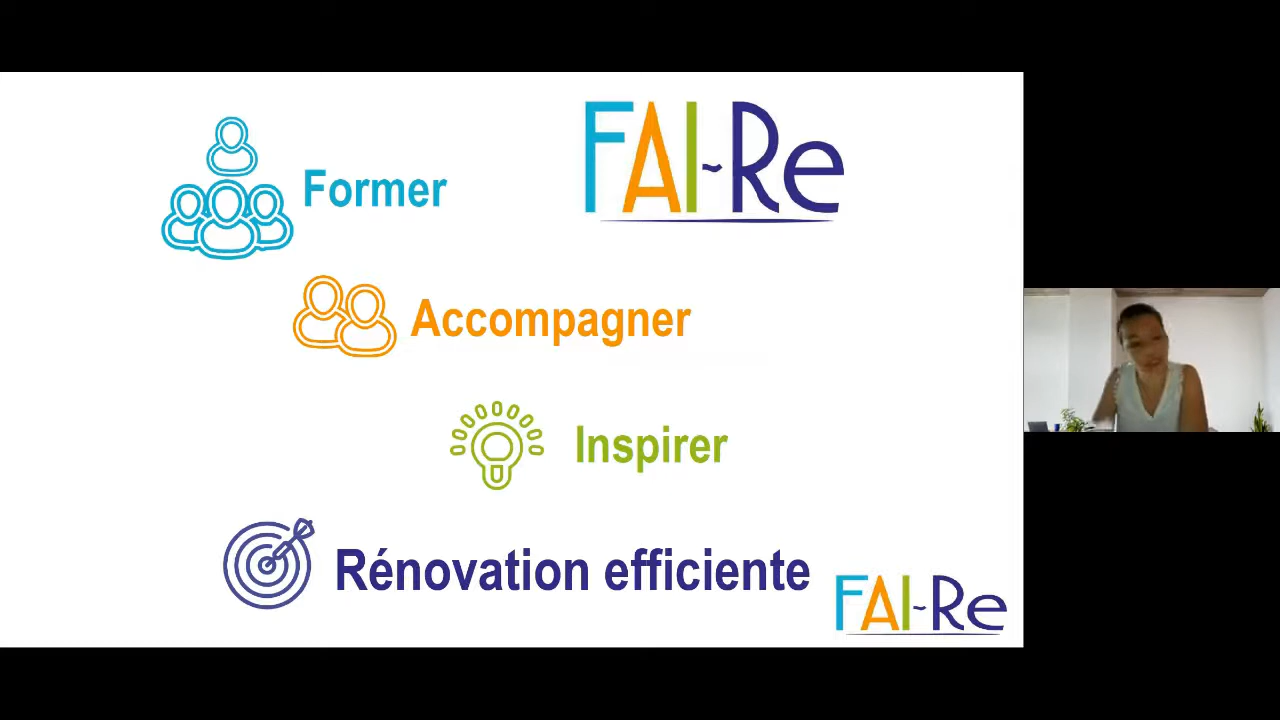 FAI~Re
Former
Accompagner
Inspirer
Rénovation efficiente
FAI~Re